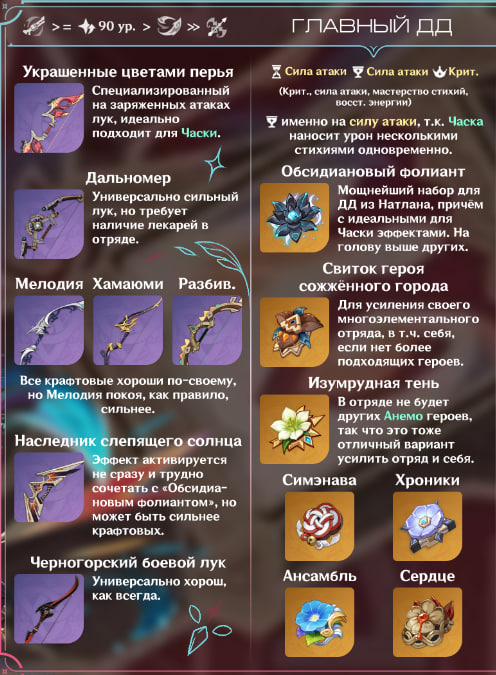 >= 90 ур. > >>
Украшенные цветами перья
Специализированный
на заряженных атаках
лук, идеально
подходит для Часки.
Дальномер
Универсально сильный
лук, но требует
наличие лекарей в
отряде.
Мелодия Хамаюми Разбив.
Все крафтовые хороши по-своему,
но Мелодия покоя, как правило,
сильнее.
Наследник слепящего солнца
Эффект активируется
не сразу и трудно
сочетать с «Обсидиа-
новым фолиантом», но
может быть сильнее
крафтовых.
Черногорский боевой лук
Универсально хорош,
как всегда.
ГЛАВНЫЙ ДД
Сила атаки Сила атаки Крит.
(Крит., сила атаки, мастерство стихий,
восст. энергии)
именно на силу атаки, т.к. Часка
наносит урон несколькими
стихиями одновременно.
Обсидиановый фолиант
Мощнейший набор для
ДД из Натлана, причём
с идеальными для
Часки эффектами. На
голову выше других.
Свиток героя
сожжённого города
Для усиления своего
многоэлементального
отряда, в т.ч. себя,
если нет более
подходящих героев.
Изумрудная тень
В отряде не будет
других Анемо героев,
так что это тоже
отличный вариант
усилить отряд и себя.
Симэнава Хроники
Ансамбль Сердце